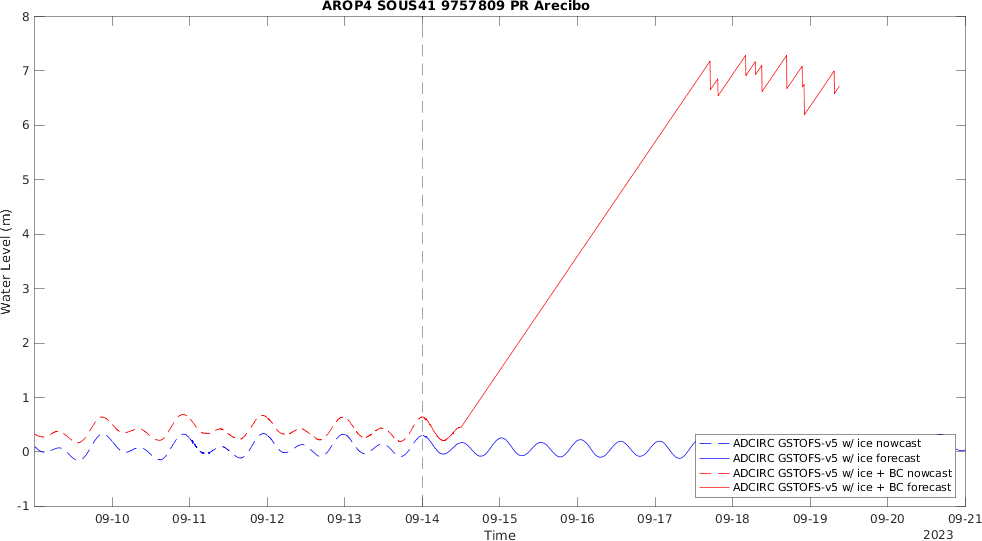 AROP4 SOUS41 9757809 PR Arecibo
8
7
6
5
4
3
2
1
0
-1
Water Level (m)
ADCIRC GSTOFS-v5 w/ ice nowcast
ADCIRC GSTOFS-v5 w/ ice forecast
ADCIRC GSTOFS-v5 w/ ice + BC nowcast
ADCIRC GSTOFS-v5 w/ ice + BC forecast
09-10 09-11 09-12 09-13 09-14 09-15 09-16 09-17 09-18 09-19 09-20 09-21
Time
2023